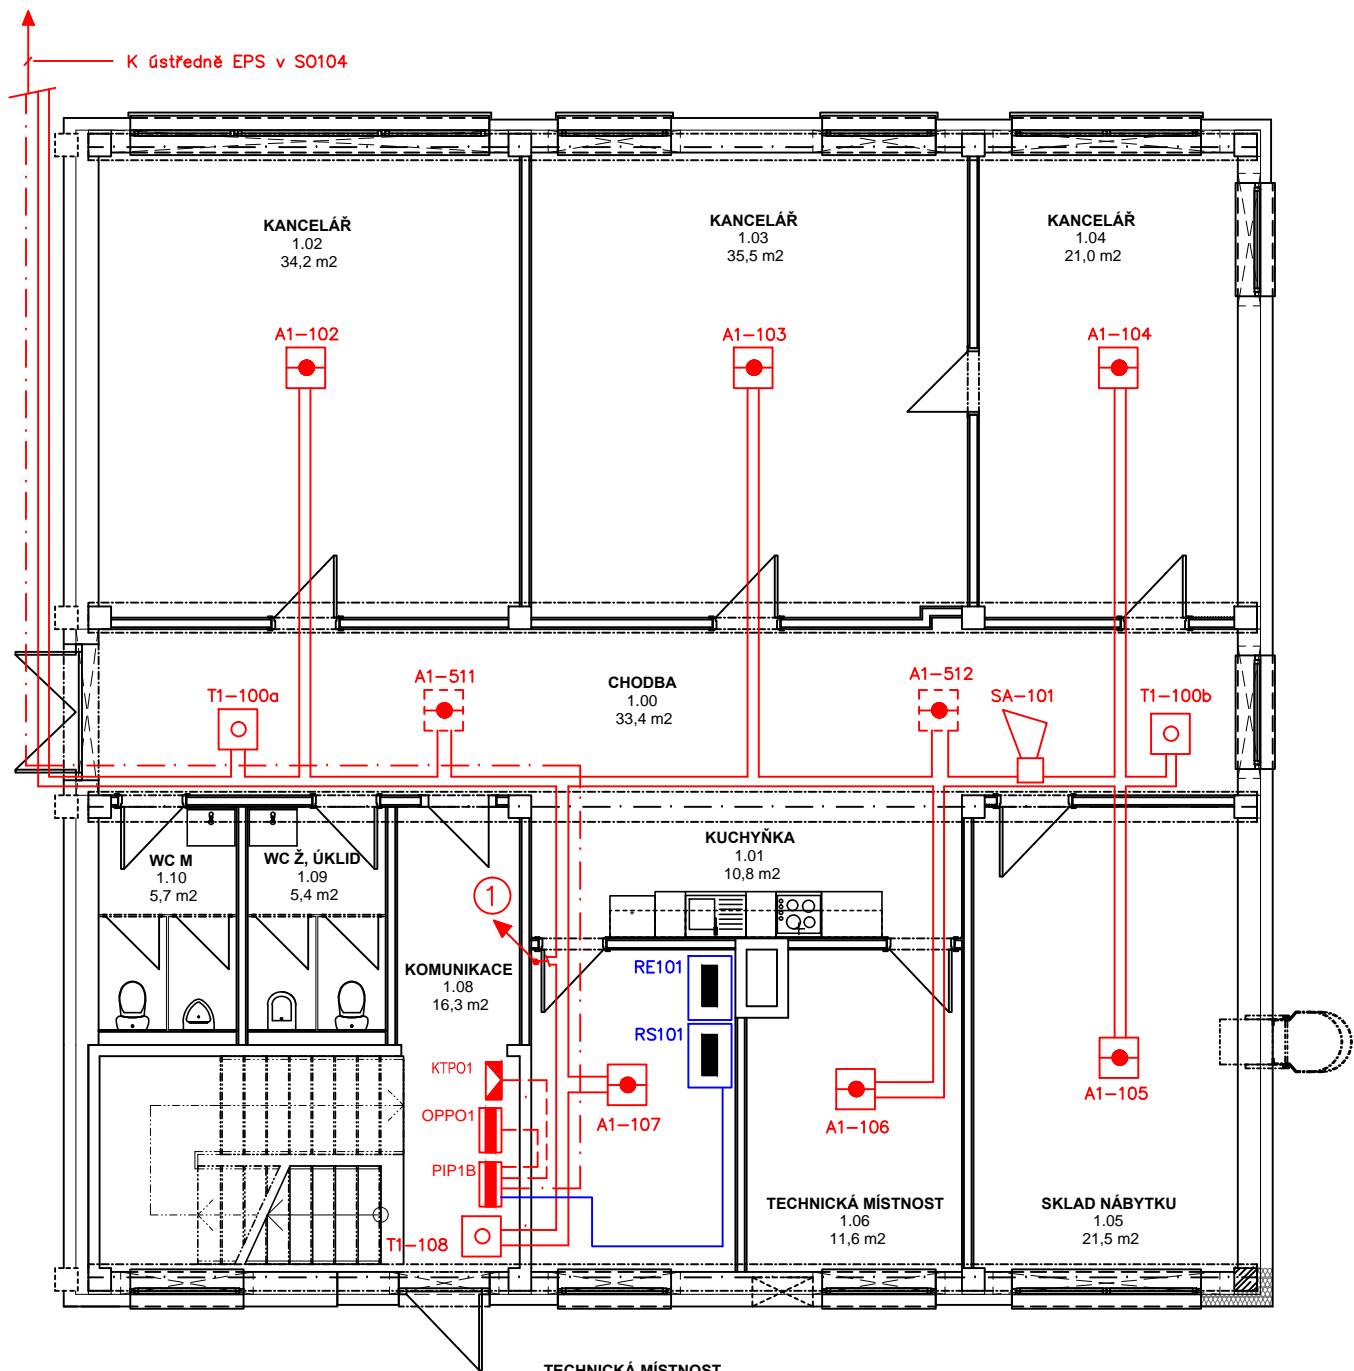 K ústředně EPS v SO104
KANCELÁŘ
1.02
34,2 m2
KANCELÁŘ
1.03
35,5 m2
KANCELÁŘ
1.04
21,0 m2
A1-102
A1-103
A1-104
T1-100a
A1-511
CHODBA
1.00
33,4 m2
A1-512
SA-101
T1-100b
WC M
1.10
5,7 m2
WC Ž, ÚKLID
1.09
5,4 m2
KUCHYŇKA
1.01
10,8 m2
1
KOMUNIKACE
1.08
16,3 m2
RE101
RS101
KTPO1
OPPO1
PIP1B
T1-108
A1-107
A1-106
A1-105
TECHNICKÁ MÍSTNOST
1.06
11,6 m2
SKLAD NÁBYTKU
1.05
21,5 m2
TECHNICKÁ MÍSTNOST